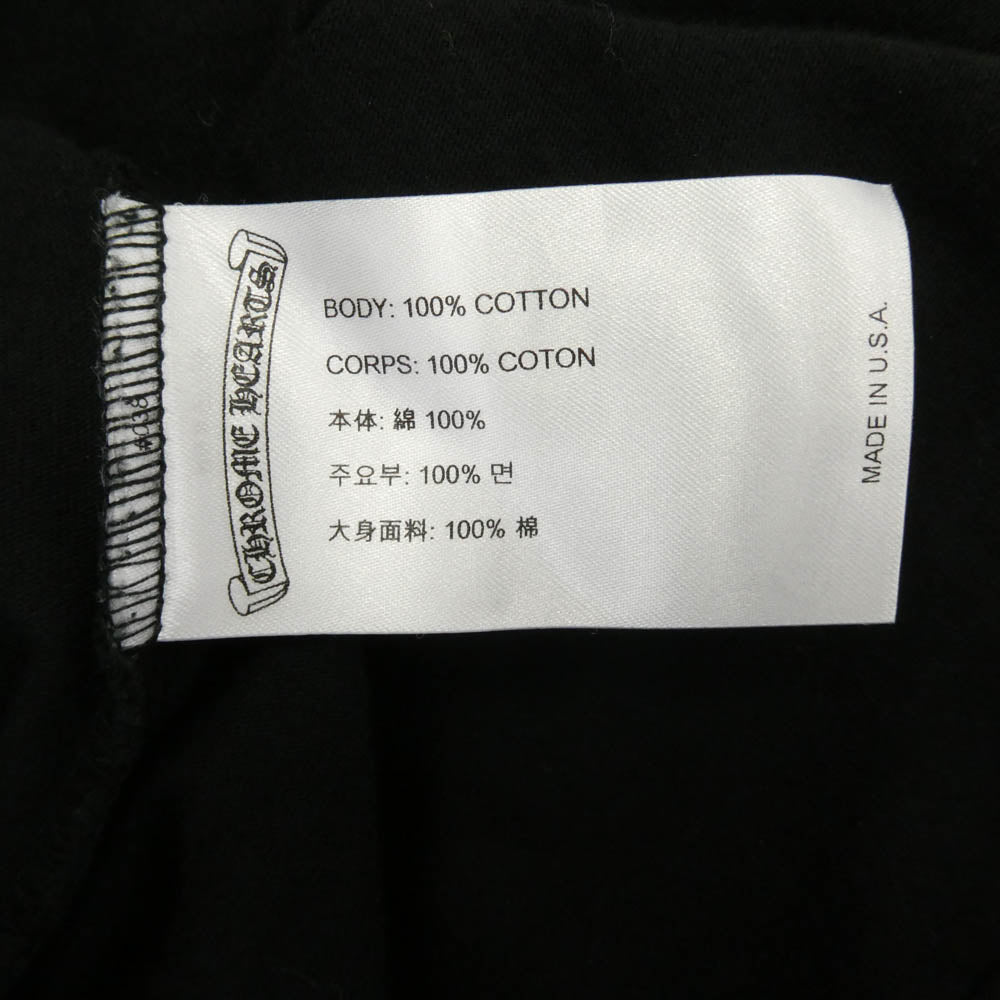 CHROME HEARTS
BODY: 100% COTTON
CORPS: 100% COTON
本体: 綿 100%
주요부: 100% 면
大身面料: 100% 棉
MADE IN U.S.A.